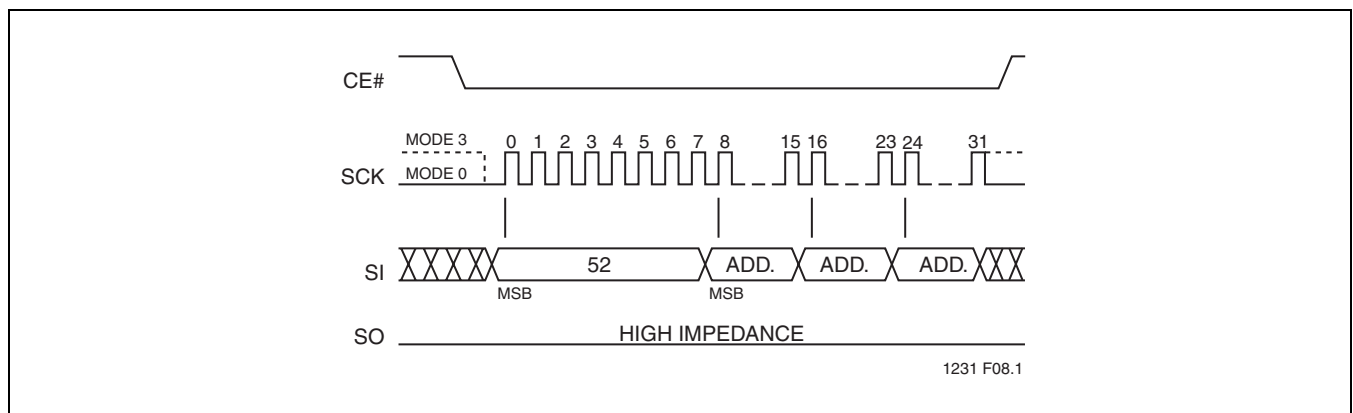 CE#
MODE 3 0 1 2 3 4 5 6 7 8 15 16 23 24 31
SCK MODE 0
SI 52 ADD. ADD. ADD.
MSB MSB
SO HIGH IMPEDANCE
1231 F08.1